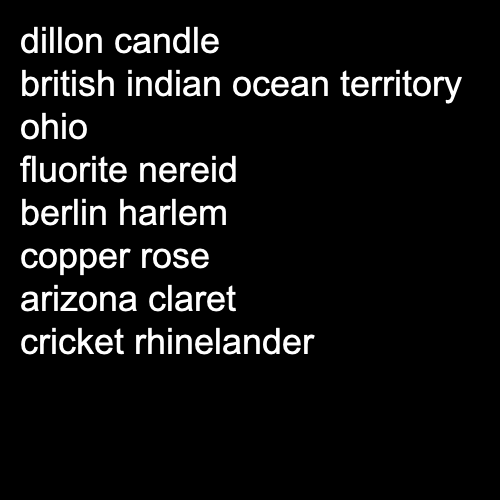 dillon candle
british indian ocean territory
ohio
fluorite nereid
berlin harlem
copper rose
arizona claret
cricket rhinelander